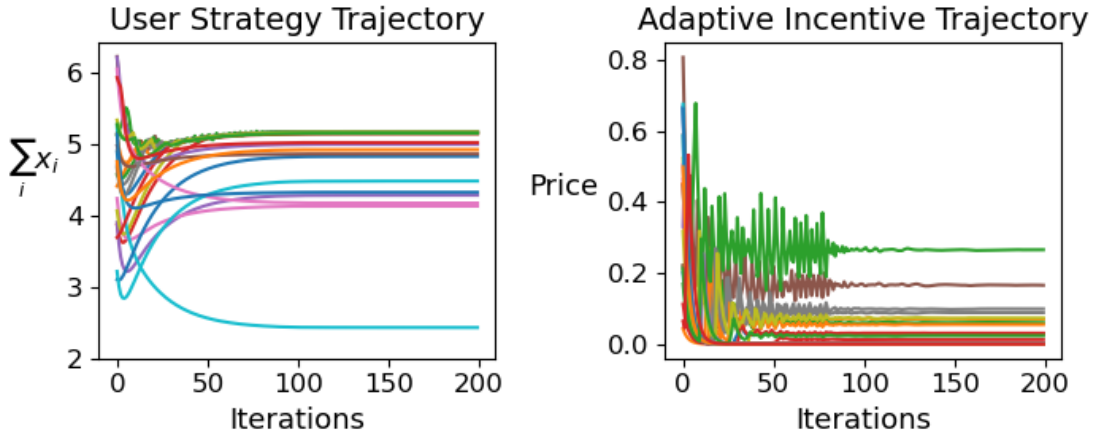 User Strategy Trajectory
6
5
4
3
2
∑ x_i
i
0 50 100 150 200
Iterations
Adaptive Incentive Trajectory
0.8
0.6
0.4
0.2
0.0
Price
0 50 100 150 200
Iterations